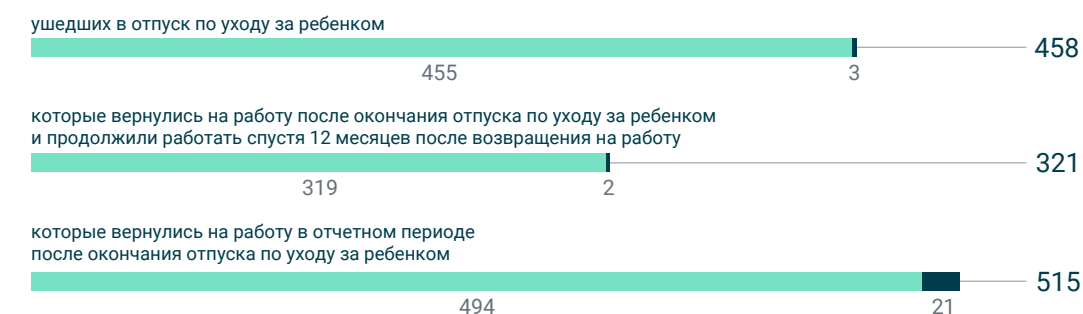 ушедших в отпуск по уходу за ребенком
458
455
3
которые вернулись на работу после окончания отпуска по уходу за ребенком
и продолжили работать спустя 12 месяцев после возвращения на работу
321
319
2
которые вернулись на работу в отчетном периоде
после окончания отпуска по уходу за ребенком
515
494
21